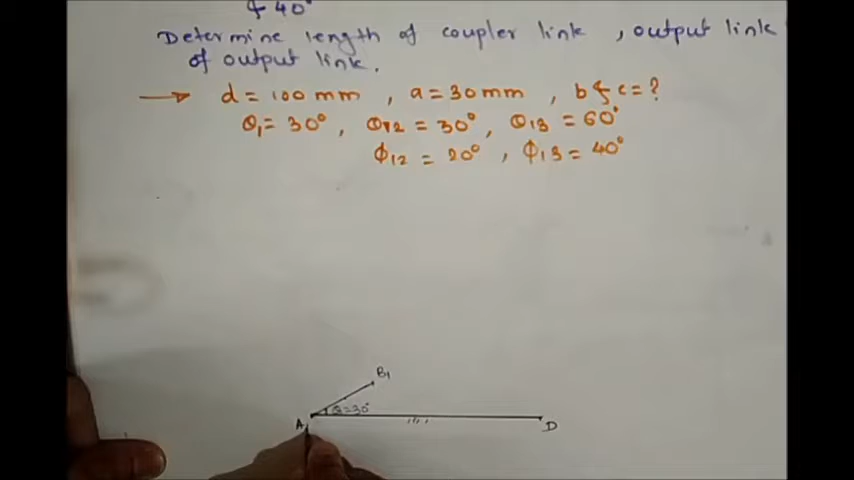 & 40°
Determine length of coupler link , output link
of output link.
d = 100 mm , a = 30 mm , b & c = ?
θ1 = 30° , θ12 = 30° , θ13 = 60°
ϕ12 = 20° , ϕ13 = 40°
B1
θ=30°
A
D